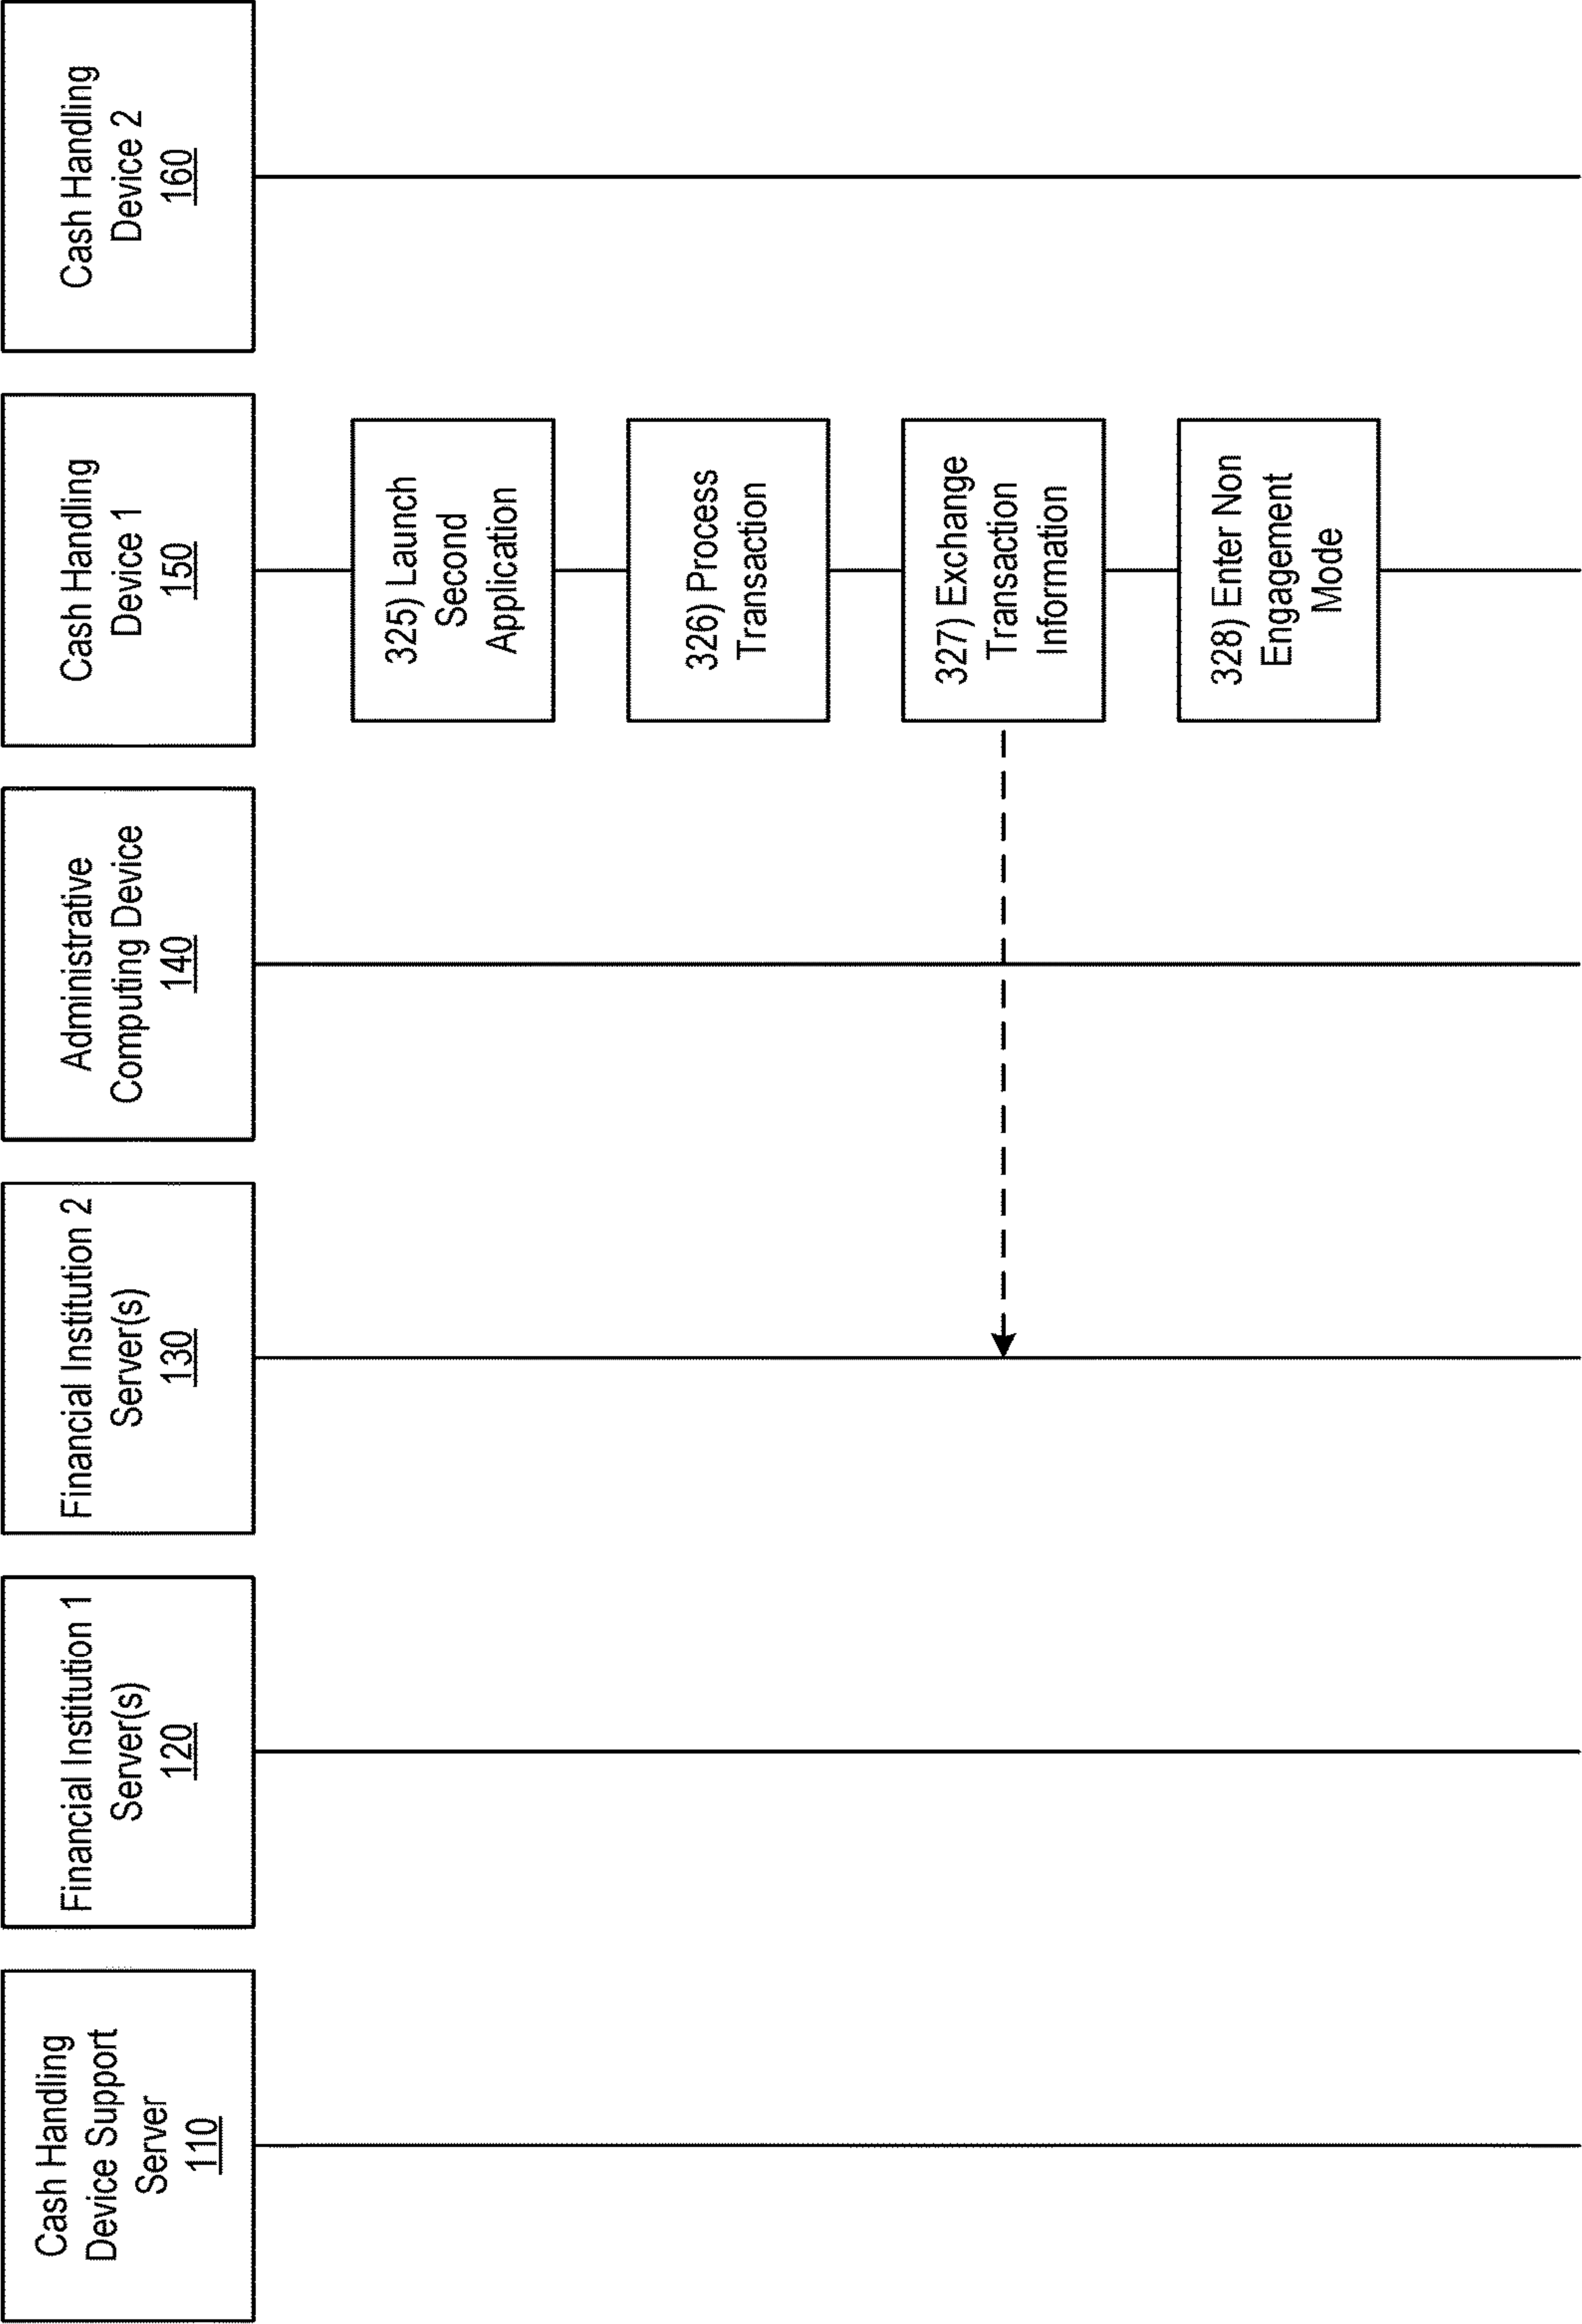 Cash Handling
Device Support
Server
110
Financial Institution 1
Server(s)
120
Financial Institution 2
Server(s)
130
Administrative
Computing Device
140
Cash Handling
Device 1
150
Cash Handling
Device 2
160
325) Launch
Second
Application
326) Process
Transaction
327) Exchange
Transaction
Information
328) Enter Non
Engagement
Mode